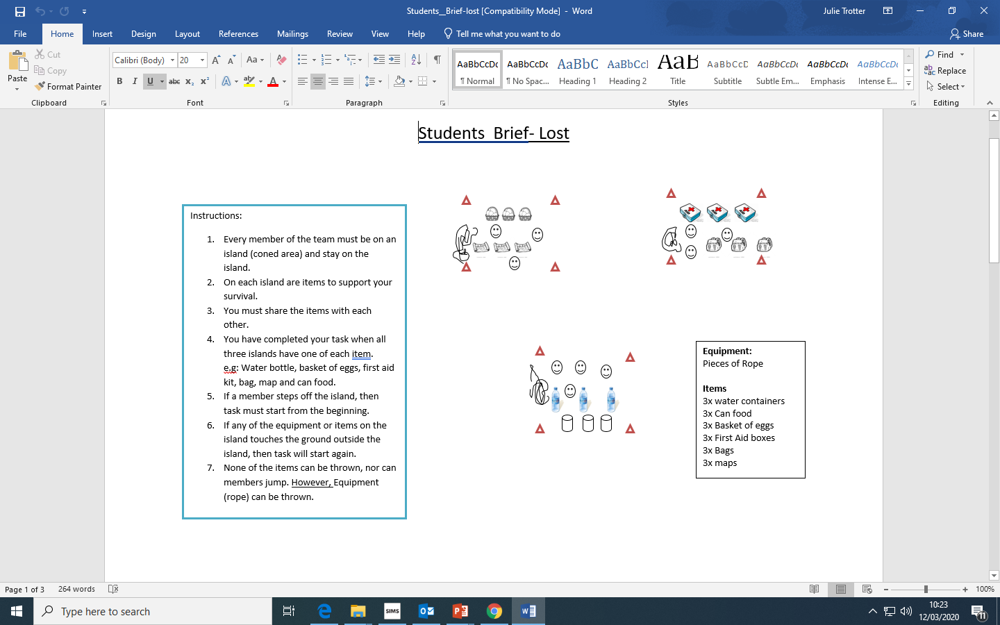 Students__Brief-lost [Compatibility Mode] - Word
Julie Trotter
File Home Insert Design Layout References Mailings Review View Help Tell me what you want to do
Share
Paste
Cut
Copy
Format Painter
Clipboard
Calibri (Body) 20
Font
Paragraph
AaBbCcDc AaBbCcDc AaBbC AaBbCcI AaB AaBbCcD AaBbCcDc AaBbCcDc AaBbCcDc
¶ Normal ¶ No Spac... Heading 1 Heading 2 Title Subtitle Subtle Em... Emphasis Intense E...
Styles
Find
Replace
Select
Editing
Students Brief- Lost
Instructions:
1. Every member of the team must be on an
island (coned area) and stay on the
island.
2. On each island are items to support your
survival.
3. You must share the items with each
other.
4. You have completed your task when all
three islands have one of each item.
e.g: Water bottle, basket of eggs, first aid
kit, bag, map and can food.
5. If a member steps off the island, then
task must start from the beginning.
6. If any of the equipment or items on the
island touches the ground outside the
island, then task will start again.
7. None of the items can be thrown, nor can
members jump. However, Equipment
(rope) can be thrown.
Equipment:
Pieces of Rope
Items
3x water containers
3x Can food
3x Basket of eggs
3x First Aid boxes
3x Bags
3x maps
Page 1 of 3 264 words
100%
Type here to search
SIMS
10:23
12/03/2020
11